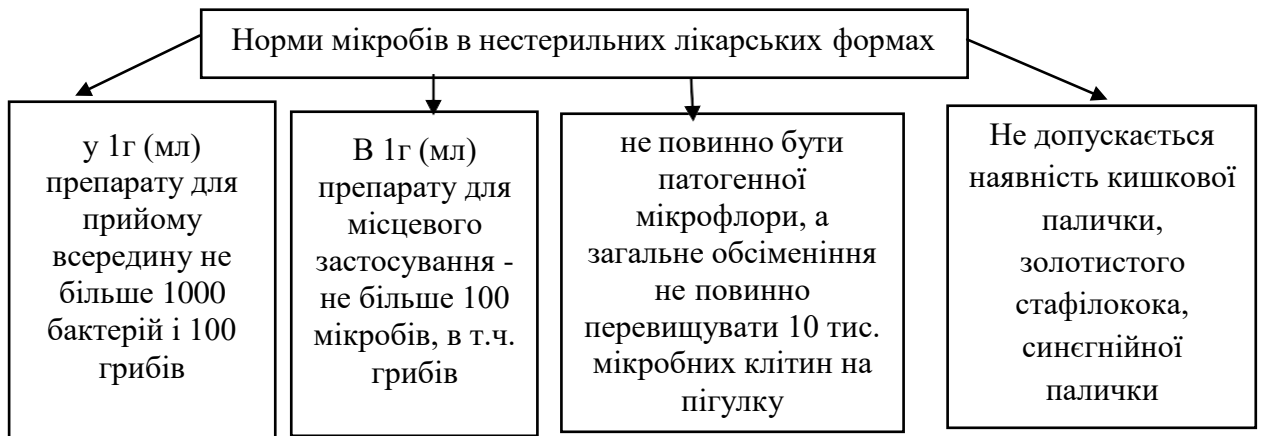 Норми мікробів в нестерильних лікарських формах
у 1г (мл)
препарату для
прийому
всередину не
більше 1000
бактерій і 100
грибів
В 1г (мл)
препарату для
місцевого
застосування -
не більше 100
мікробів, в т.ч.
грибів
не повинно бути
патогенної
мікрофлори, а
загальне обсіменіння
не повинно
перевищувати 10 тис.
мікробних клітин на
пігулку
Не допускається
наявність кишкової
палички,
золотистого
стафілокока,
синєгнійної
палички